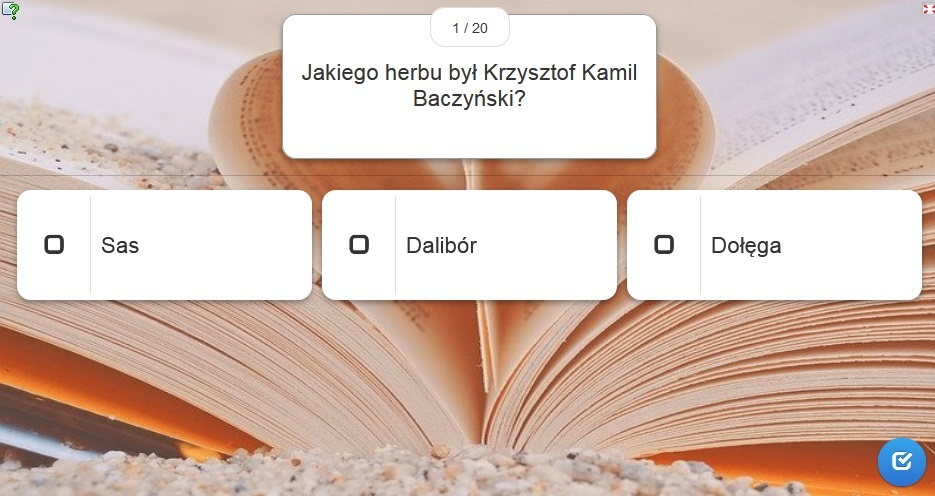 1 / 20
Jakiego herbu był Krzysztof Kamil
Baczyński?
Sas
Dalibór
Dołęga